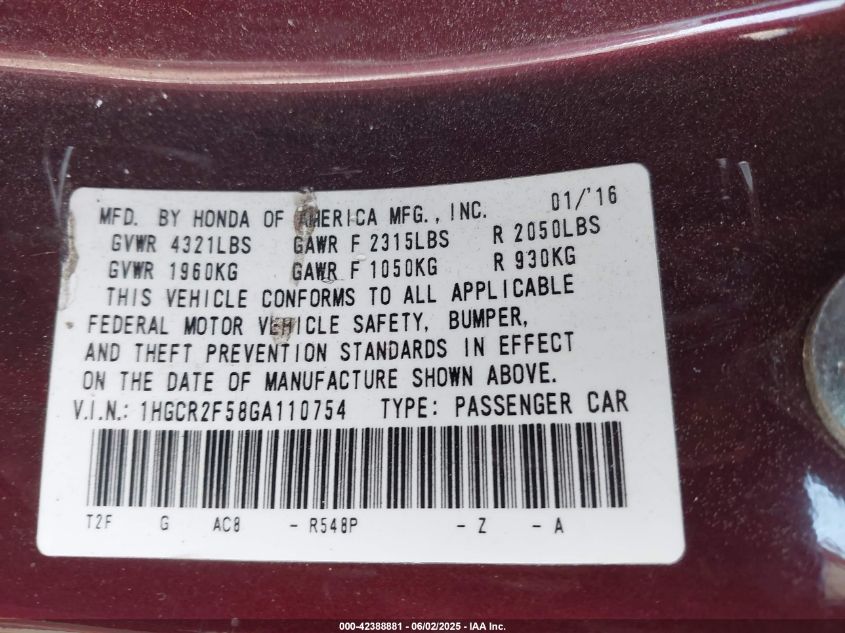 MFD. BY HONDA OF AMERICA MFG., INC. 01/'16
GVWR 4321LBS GAWR F 2315LBS R 2050LBS
GVWR 1960KG GAWR F 1050KG R 930KG
THIS VEHICLE CONFORMS TO ALL APPLICABLE
FEDERAL MOTOR VEHICLE SAFETY, BUMPER,
AND THEFT PREVENTION STANDARDS IN EFFECT
ON THE DATE OF MANUFACTURE SHOWN ABOVE.
V.I.N.: 1HGCR2F58GA110754 TYPE: PASSENGER CAR
T2F G AC8 - R548P - Z - A
000-42388881 | 06/02/2025 - IAA Inc.